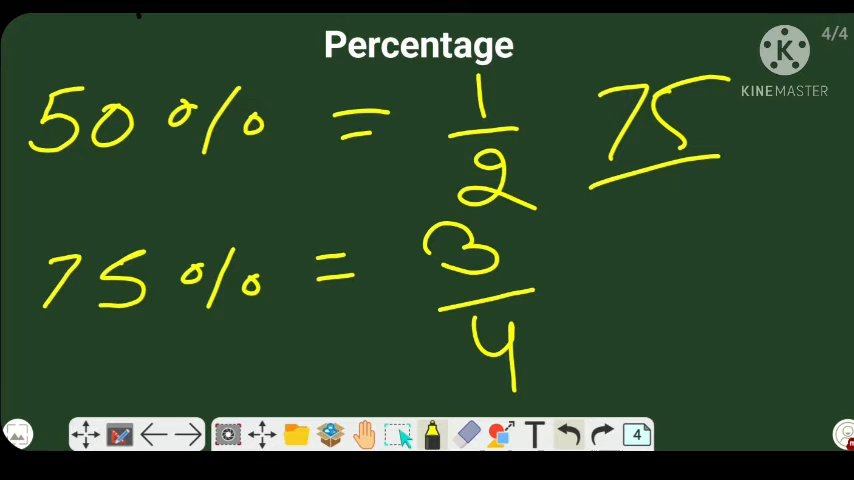 Percentage
4/4
KINEMASTER
50% = 1/2 75
75% = 3/4
4